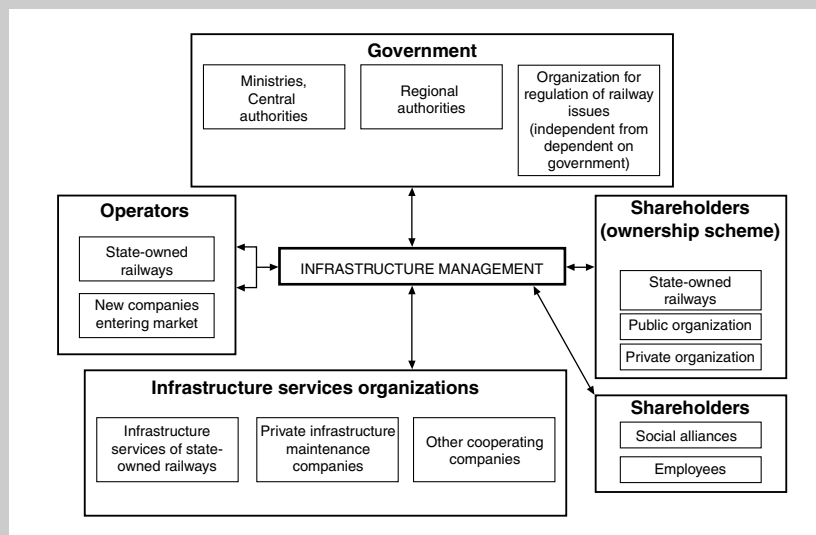 Government
Ministries,
Central
authorities
Regional
authorities
Organization for
regulation of railway
issues
(independent from
dependent on
government)
Operators
State-owned
railways
New companies
entering market
INFRASTRUCTURE MANAGEMENT
Shareholders
(ownership scheme)
State-owned
railways
Public organization
Private organization
Infrastructure services organizations
Infrastructure
services of state-
owned railways
Private infrastructure
maintenance
companies
Other cooperating
companies
Shareholders
Social alliances
Employees